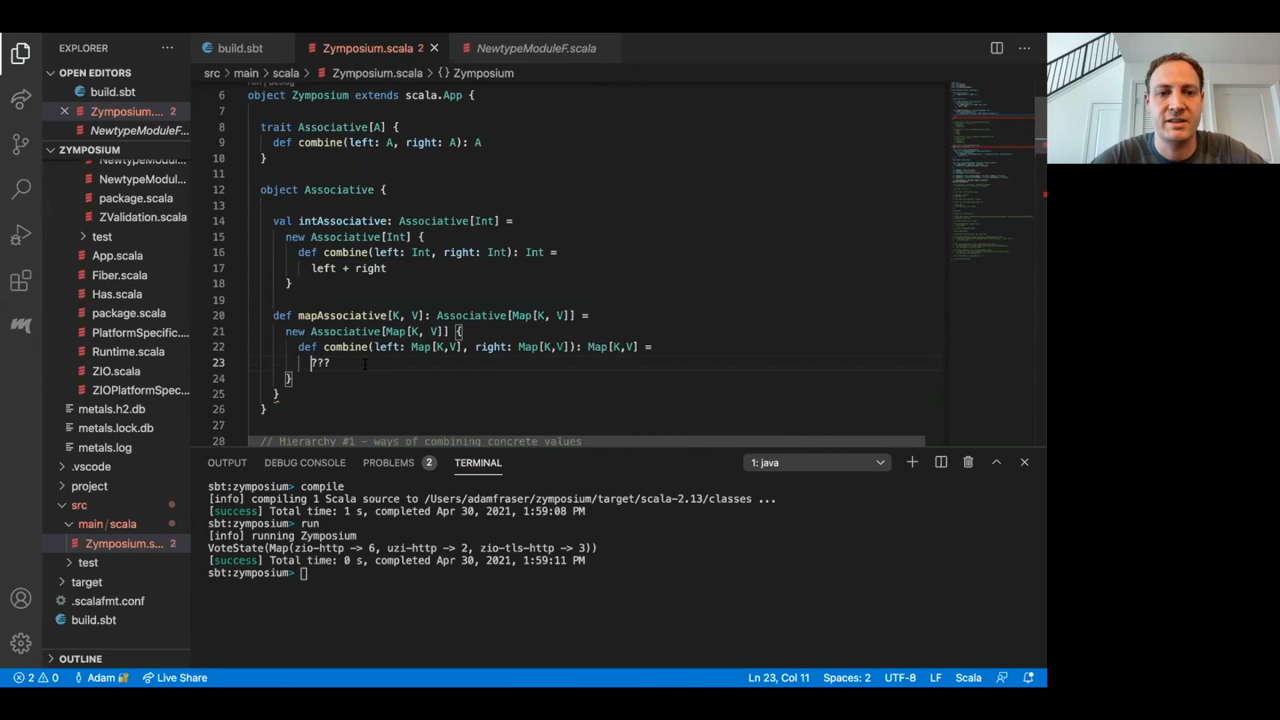 EXPLORER
OPEN EDITORS
build.sbt
Zymposium.... 2
NewtypeModuleF...
ZYMPOSIUM
NewtypeModul...
NewtypeModul...
package.scala
ZValidation.scala
test
App.scala
Fiber.scala
Has.scala
package.scala
PlatformSpecific...
Runtime.scala
ZIO.scala
ZIOPlatformSpec...
metals.h2.db
metals.lock.db
metals.log
.vscode
project
src
main/scala
Zymposium.s... 2
test
target
.scalafmt.conf
build.sbt
OUTLINE
build.sbt
Zymposium.scala 2
NewtypeModuleF.scala
src > main > scala > Zymposium.scala > {} Zymposium
6 object Zymposium extends scala.App {
7
8 trait Associative[A] {
9 def combine(left: A, right: A): A
10 }
11
12 object Associative {
13
14 val intAssociative: Associative[Int] =
15 new Associative[Int] {
16 def combine(left: Int, right: Int): Int =
17 left + right
18 }
19
20 def mapAssociative[K, V]: Associative[Map[K, V]] =
21 new Associative[Map[K, V]] {
22 def combine(left: Map[K,V], right: Map[K,V]): Map[K,V] =
23 ???
24 }
25 }
26 }
27
28 // Hierarchy #1 - ways of combining concrete values
OUTPUT
DEBUG CONSOLE
PROBLEMS 2
TERMINAL
1: java
sbt:zymposium> compile
[info] compiling 1 Scala source to /Users/adamfraser/zymposium/target/scala-2.13/classes ...
[success] Total time: 1 s, completed Apr 30, 2021, 1:59:08 PM
sbt:zymposium> run
[info] running Zymposium
VoteState(Map(zio-http -> 6, uzi-http -> 2, zio-tls-http -> 3))
[success] Total time: 0 s, completed Apr 30, 2021, 1:59:11 PM
sbt:zymposium>
2 0 Adam Live Share Ln 23, Col 11 Spaces: 2 UTF-8 LF Scala